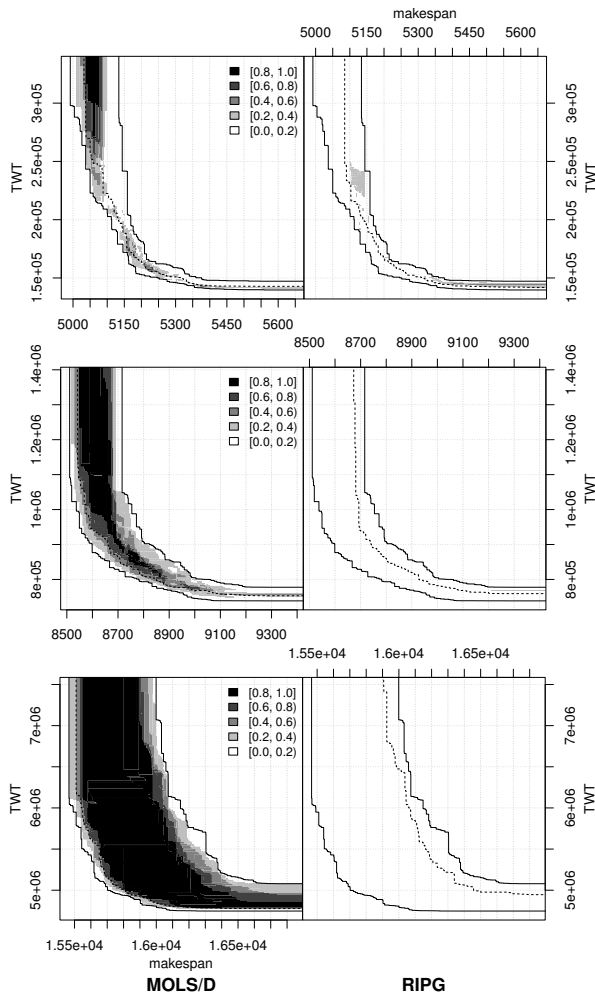 makespan
5000 5150 5300 5450 5600
[0.8, 1.0]
[0.6, 0.8)
[0.4, 0.6)
[0.2, 0.4)
[0.0, 0.2)
TWT
1.5e+05 2e+05 2.5e+05 3e+05
TWT
1.5e+05 2e+05 2.5e+05 3e+05
5000 5150 5300 5450 5600
8500 8700 8900 9100 9300
[0.8, 1.0]
[0.6, 0.8)
[0.4, 0.6)
[0.2, 0.4)
[0.0, 0.2)
TWT
8e+05 1e+06 1.2e+06 1.4e+06
TWT
8e+05 1e+06 1.2e+06 1.4e+06
8500 8700 8900 9100 9300
1.55e+04 1.6e+04 1.65e+04
[0.8, 1.0]
[0.6, 0.8)
[0.4, 0.6)
[0.2, 0.4)
[0.0, 0.2)
TWT
5e+06 6e+06 7e+06
TWT
5e+06 6e+06 7e+06
1.55e+04 1.6e+04 1.65e+04
makespan
MOLS/D RIPG